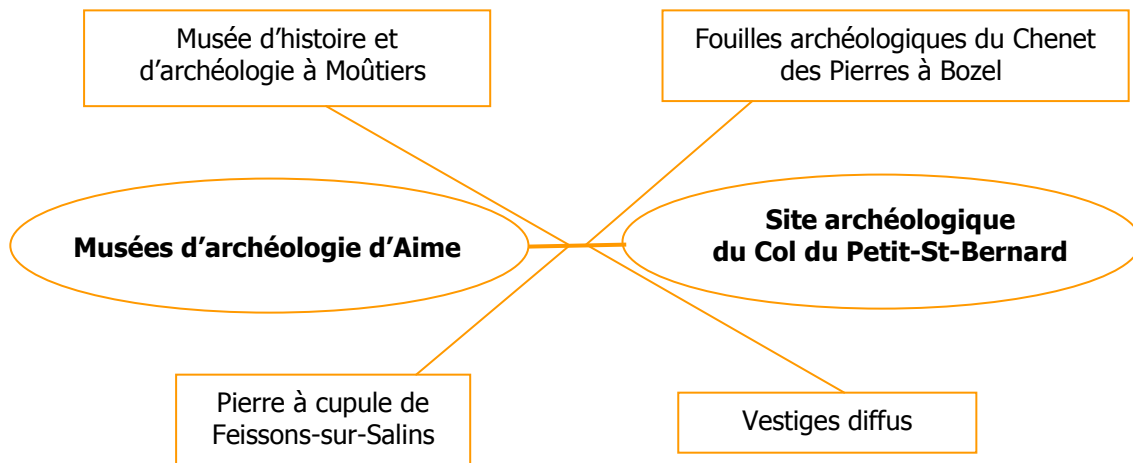 Musée d’histoire et
d’archéologie à Moûtiers
Fouilles archéologiques du Chenet
des Pierres à Bozel
Musées d’archéologie d’Aime
Site archéologique
du Col du Petit-St-Bernard
Pierre à cupule de
Feissons-sur-Salins
Vestiges diffus